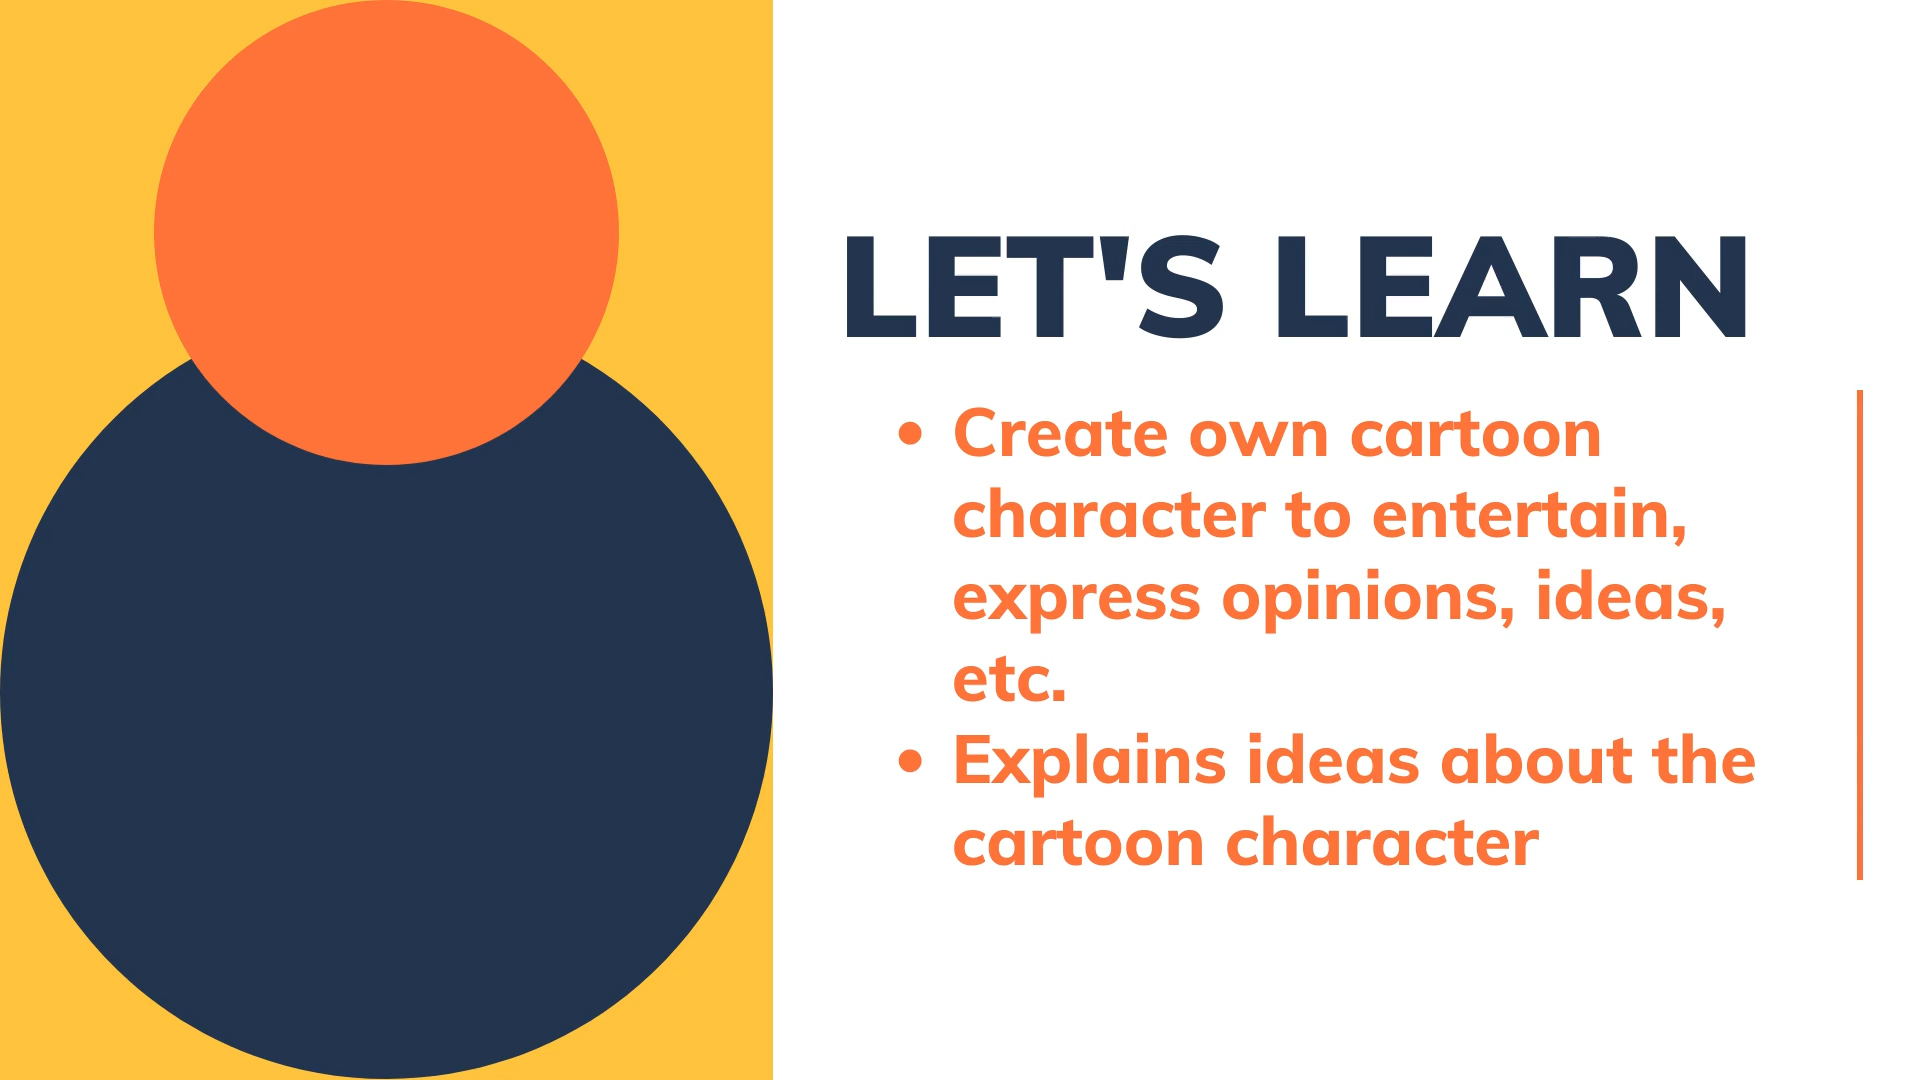 LET'S LEARN
• Create own cartoon
character to entertain,
express opinions, ideas,
etc.
• Explains ideas about the
cartoon character